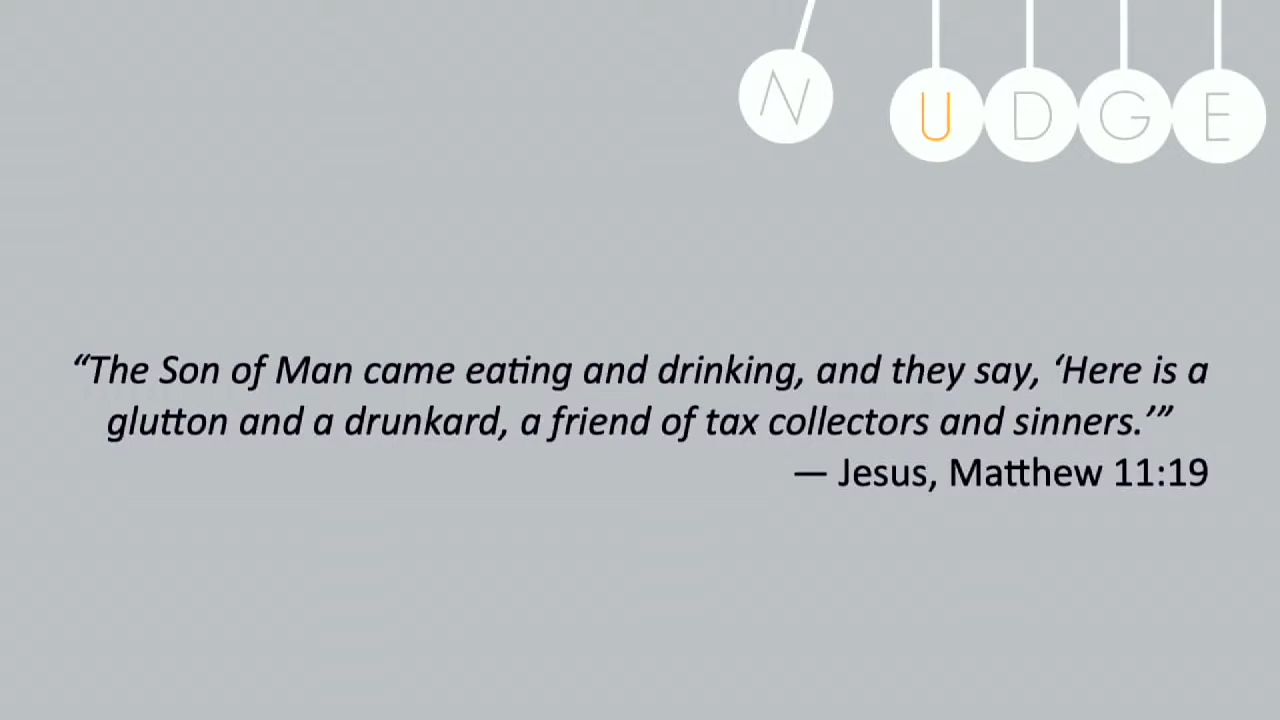 NUDGE
“The Son of Man came eating and drinking, and they say, ‘Here is a
glutton and a drunkard, a friend of tax collectors and sinners.’”
— Jesus, Matthew 11:19